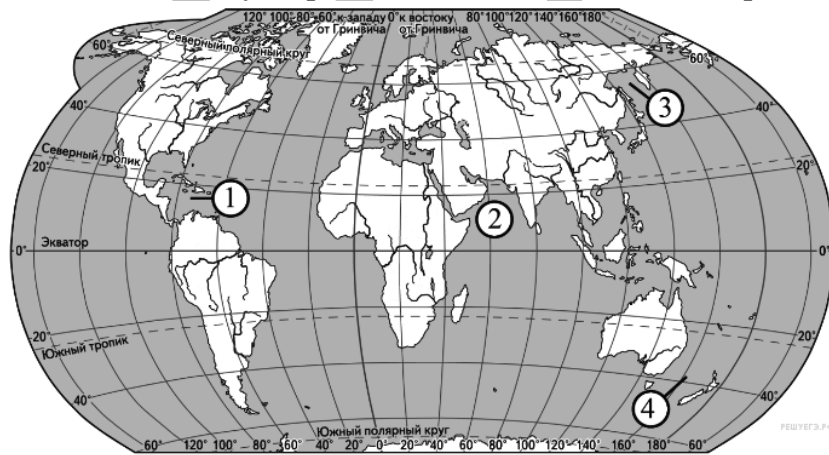 120° 100° 80° 60° к западу 0° к востоку 80° 100° 120° 140° 160° 180°
от Гринвича от Гринвича
Северный полярный круг
60° 60°
3
40° 40°
Северный тропик
20° 20°
1
2
Экватор
0° 0°
20° 20°
Южный тропик
40° 40°
4
РЕШУЕГЭ.РФ
Южный полярный круг
60° 120° 100° 80° 60° 40° 20° 0° 20° 40° 60° 80° 100° 120° 140° 160° 180° 60°